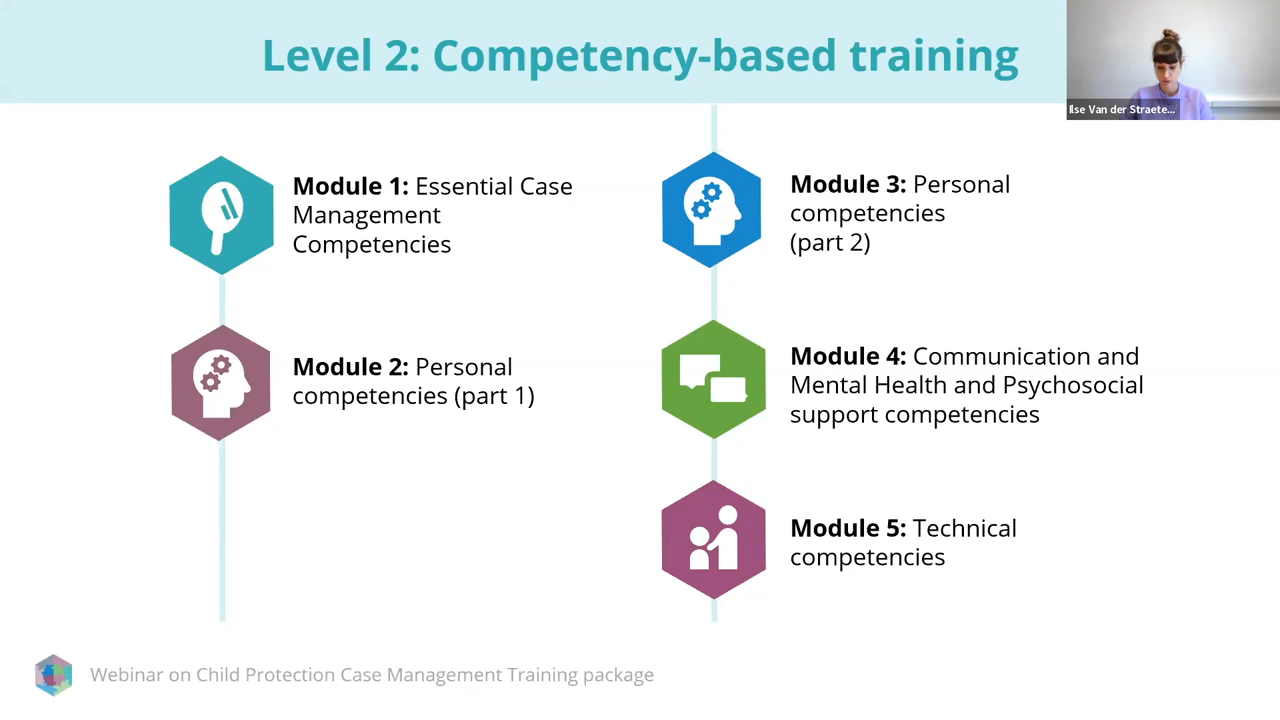 Level 2: Competency-based training
Ilse Van der Straete...
Module 1: Essential Case
Management
Competencies
Module 2: Personal
competencies (part 1)
Module 3: Personal
competencies
(part 2)
Module 4: Communication and
Mental Health and Psychosocial
support competencies
Module 5: Technical
competencies
Webinar on Child Protection Case Management Training package